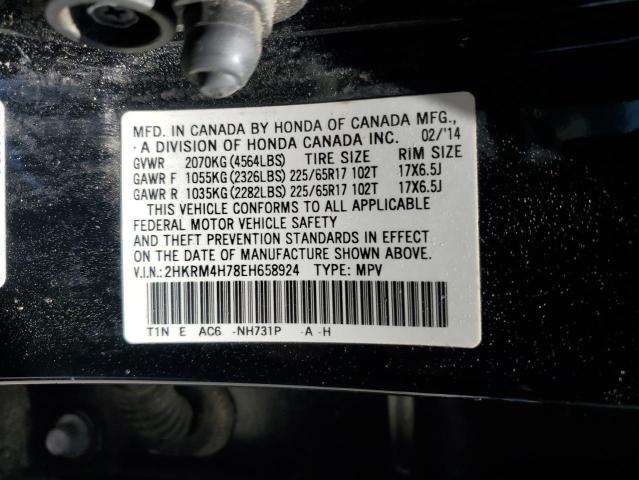 MFD. IN CANADA BY HONDA OF CANADA MFG.,
A DIVISION OF HONDA CANADA INC. 02/'14
GVWR 2070KG(4564LBS) TIRE SIZE RIM SIZE
GAWR F 1055KG(2326LBS) 225/65R17 102T 17X6.5J
GAWR R 1035KG(2282LBS) 225/65R17 102T 17X6.5J
THIS VEHICLE CONFORMS TO ALL APPLICABLE
FEDERAL MOTOR VEHICLE SAFETY
AND THEFT PREVENTION STANDARDS IN EFFECT
ON THE DATE OF MANUFACTURE SHOWN ABOVE.
V.I.N.:2HKRM4H78EH658924 TYPE: MPV
T1N E AC6 -NH731P -A -H